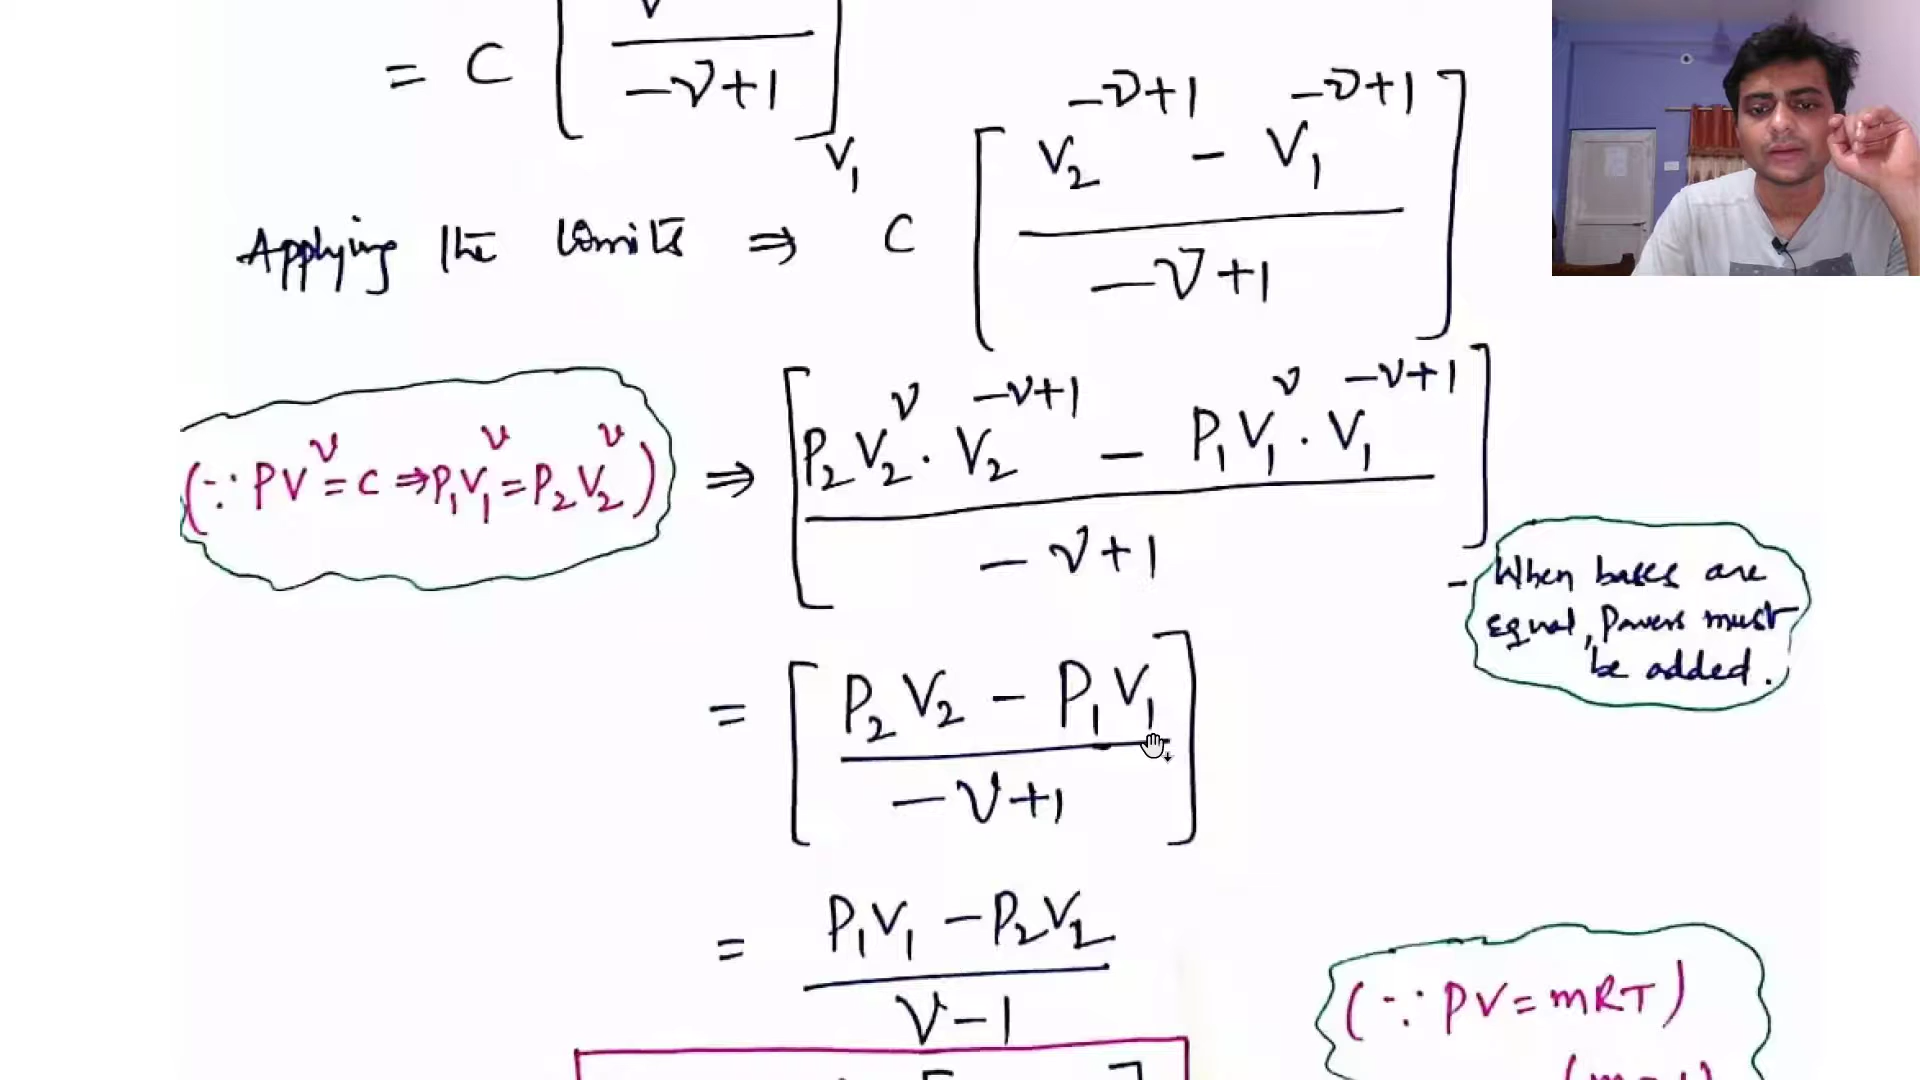 V
= C [ ――― ]
-ν+1
V₁
Applying the limits ⇒ C [ V₂^(-ν+1) - V₁^(-ν+1) ]
-ν+1
(∵ PV^ν = C ⇒ P₁V₁^ν = P₂V₂^ν) ⇒ [ P₂V₂^ν · V₂^(-ν+1) - P₁V₁^ν · V₁^(-ν+1) ]
-ν+1
- When bases are
equal, Powers must
be added.
= [ P₂V₂ - P₁V₁ ]
-ν+1
= P₁V₁ - P₂V₂
ν-1
(∵ PV = mRT)